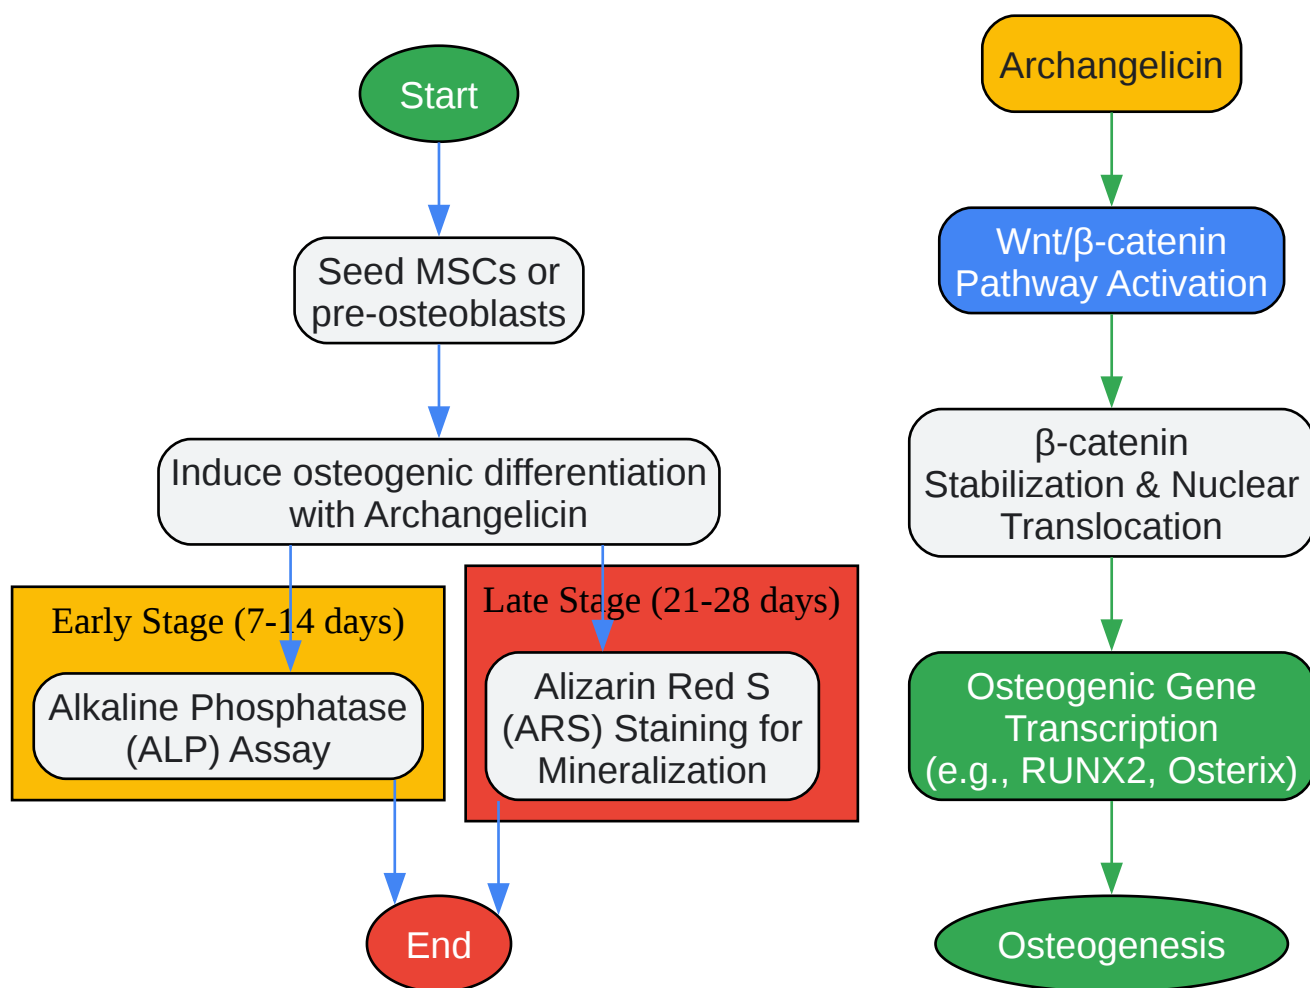 Start
Seed MSCs or
pre-osteoblasts
Induce osteogenic differentiation
with Archangelicin
Early Stage (7-14 days)
Alkaline Phosphatase
(ALP) Assay
Late Stage (21-28 days)
Alizarin Red S
(ARS) Staining for
Mineralization
End
Archangelicin
Wnt/β-catenin
Pathway Activation
β-catenin
Stabilization & Nuclear
Translocation
Osteogenic Gene
Transcription
(e.g., RUNX2, Osterix)
Osteogenesis